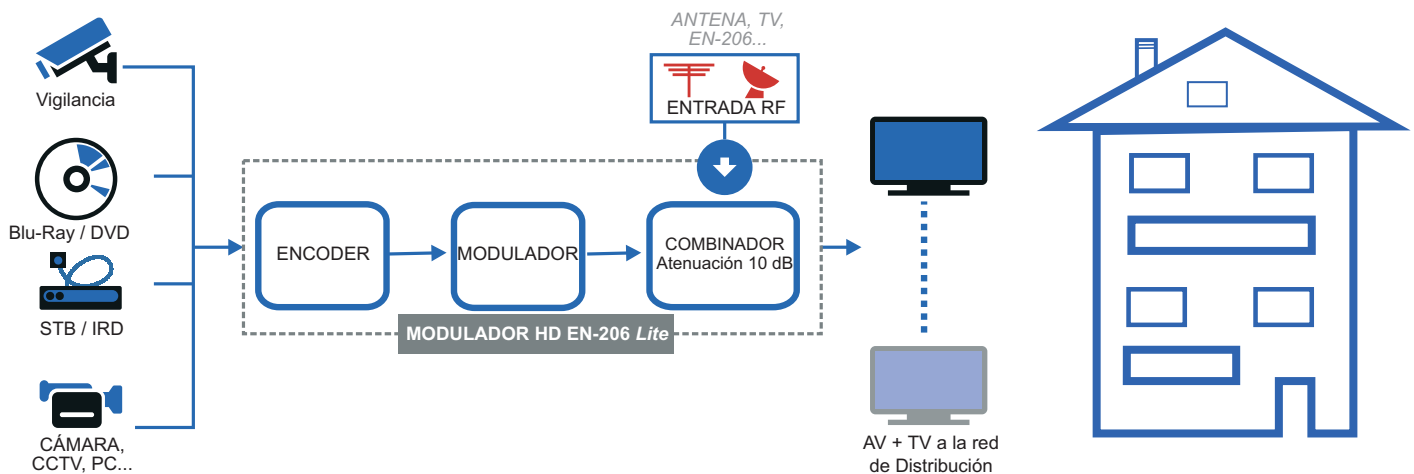 ANTENA, TV,
EN-206...
ENTRADA RF
Vigilancia
Blu-Ray / DVD
STB / IRD
CÁMARA,
CCTV, PC...
ENCODER
MODULADOR
COMBINADOR
Atenuación 10 dB
MODULADOR HD EN-206 Lite
AV + TV a la red
de Distribución